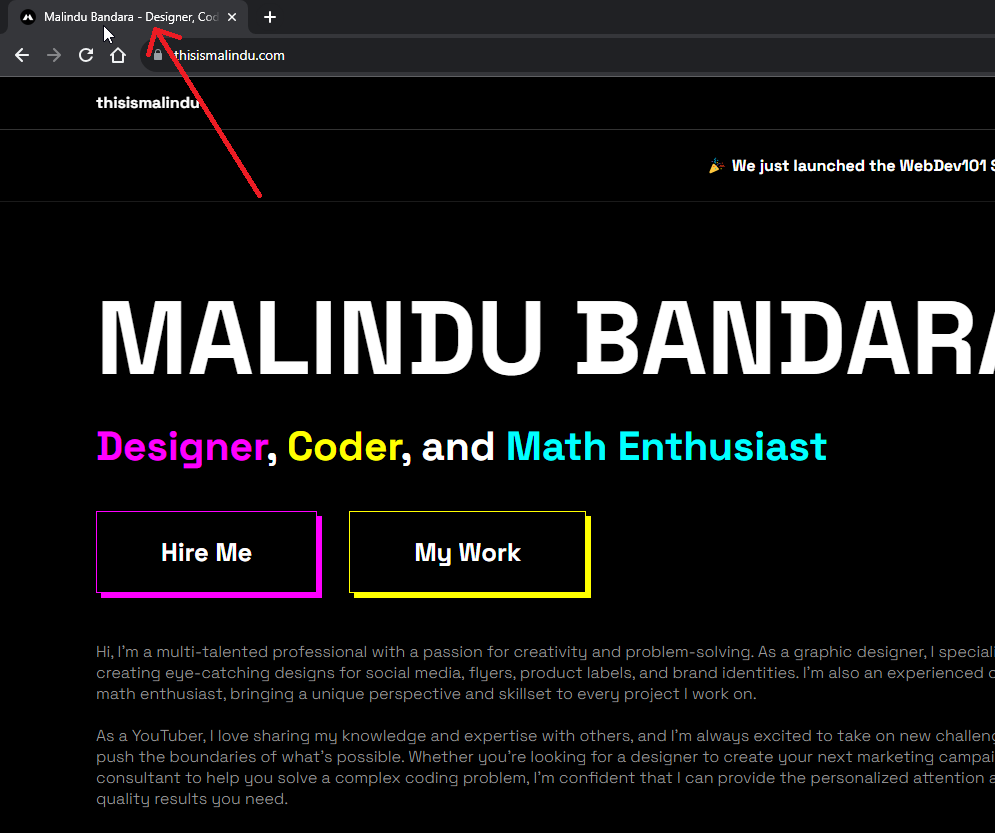 Malindu Bandara - Designer, Cod
thisismalindu.com
thisismalindu
🎉 We just launched the WebDev101 S
MALINDU BANDARA
Designer, Coder, and Math Enthusiast
Hire Me
My Work
Hi, I'm a multi-talented professional with a passion for creativity and problem-solving. As a graphic designer, I speciali
creating eye-catching designs for social media, flyers, product labels, and brand identities. I'm also an experienced c
math enthusiast, bringing a unique perspective and skillset to every project I work on.
As a YouTuber, I love sharing my knowledge and expertise with others, and I'm always excited to take on new challeng
push the boundaries of what's possible. Whether you're looking for a designer to create your next marketing campai
consultant to help you solve a complex coding problem, I'm confident that I can provide the personalized attention a
quality results you need.